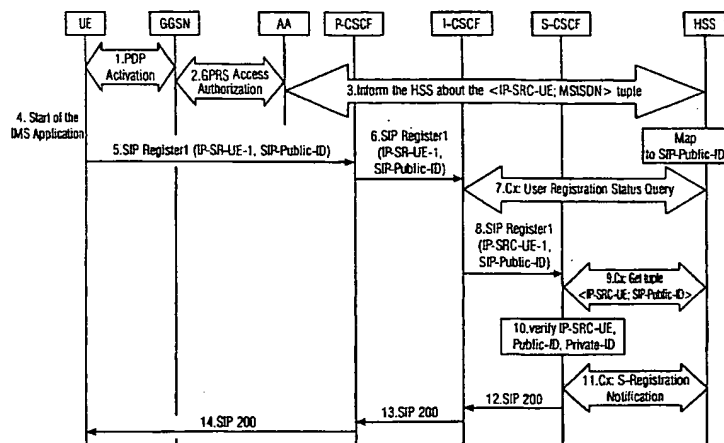 UE GGSN AA P-CSCF I-CSCF S-CSCF HSS
1.PDP
Activation
2.GPRS Access
Authorization
3.Inform the HSS about the <IP-SRC-UE; MSISDN> tuple
4. Start of the
IMS Application
5.SIP Register1 (IP-SR-UE-1, SIP-Public-ID)
6.SIP Register1
(IP-SR-UE-1,
SIP-Public-ID)
Map
to SIP-Public-ID
7.Cx: User Registration Status Query
8.SIP Register1
(IP-SRC-UE-1,
SIP-Public-ID)
9.Cx: Get tuple
<IP-SRC-UE; SIP-Public-ID>
10.verify IP-SRC-UE,
Public-ID, Private-ID
11.Cx: S-Registration
Notification
12.SIP 200
13.SIP 200
14.SIP 200